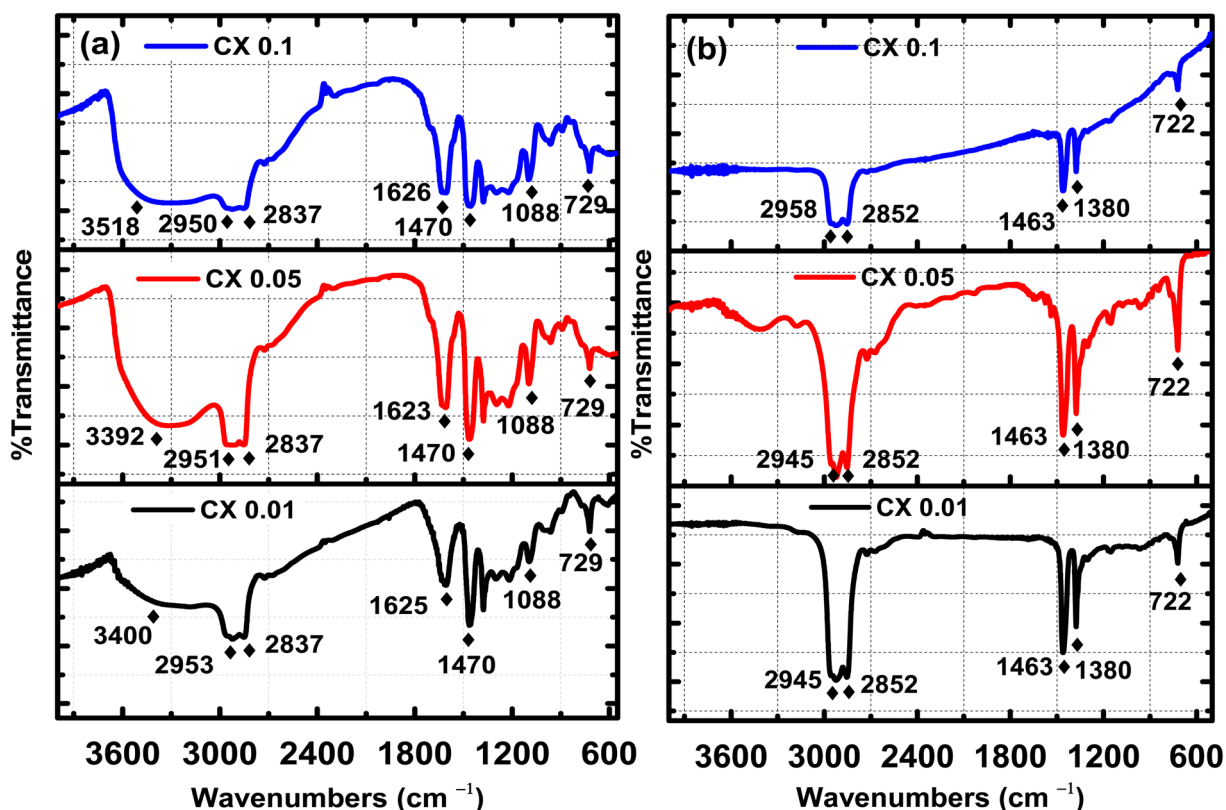 (a)
CX 0.1
3518
2950
2837
1626
1470
1088
729
CX 0.05
3392
2951
2837
1623
1470
1088
729
CX 0.01
3400
2953
2837
1625
1470
1088
729
%Transmittance
3600 3000 2400 1800 1200 600
Wavenumbers (cm −1)
(b)
CX 0.1
2958
2852
1463
1380
722
CX 0.05
2945
2852
1463
1380
722
CX 0.01
2945
2852
1463
1380
722
%Transmittance
3600 3000 2400 1800 1200 600
Wavenumbers (cm −1)